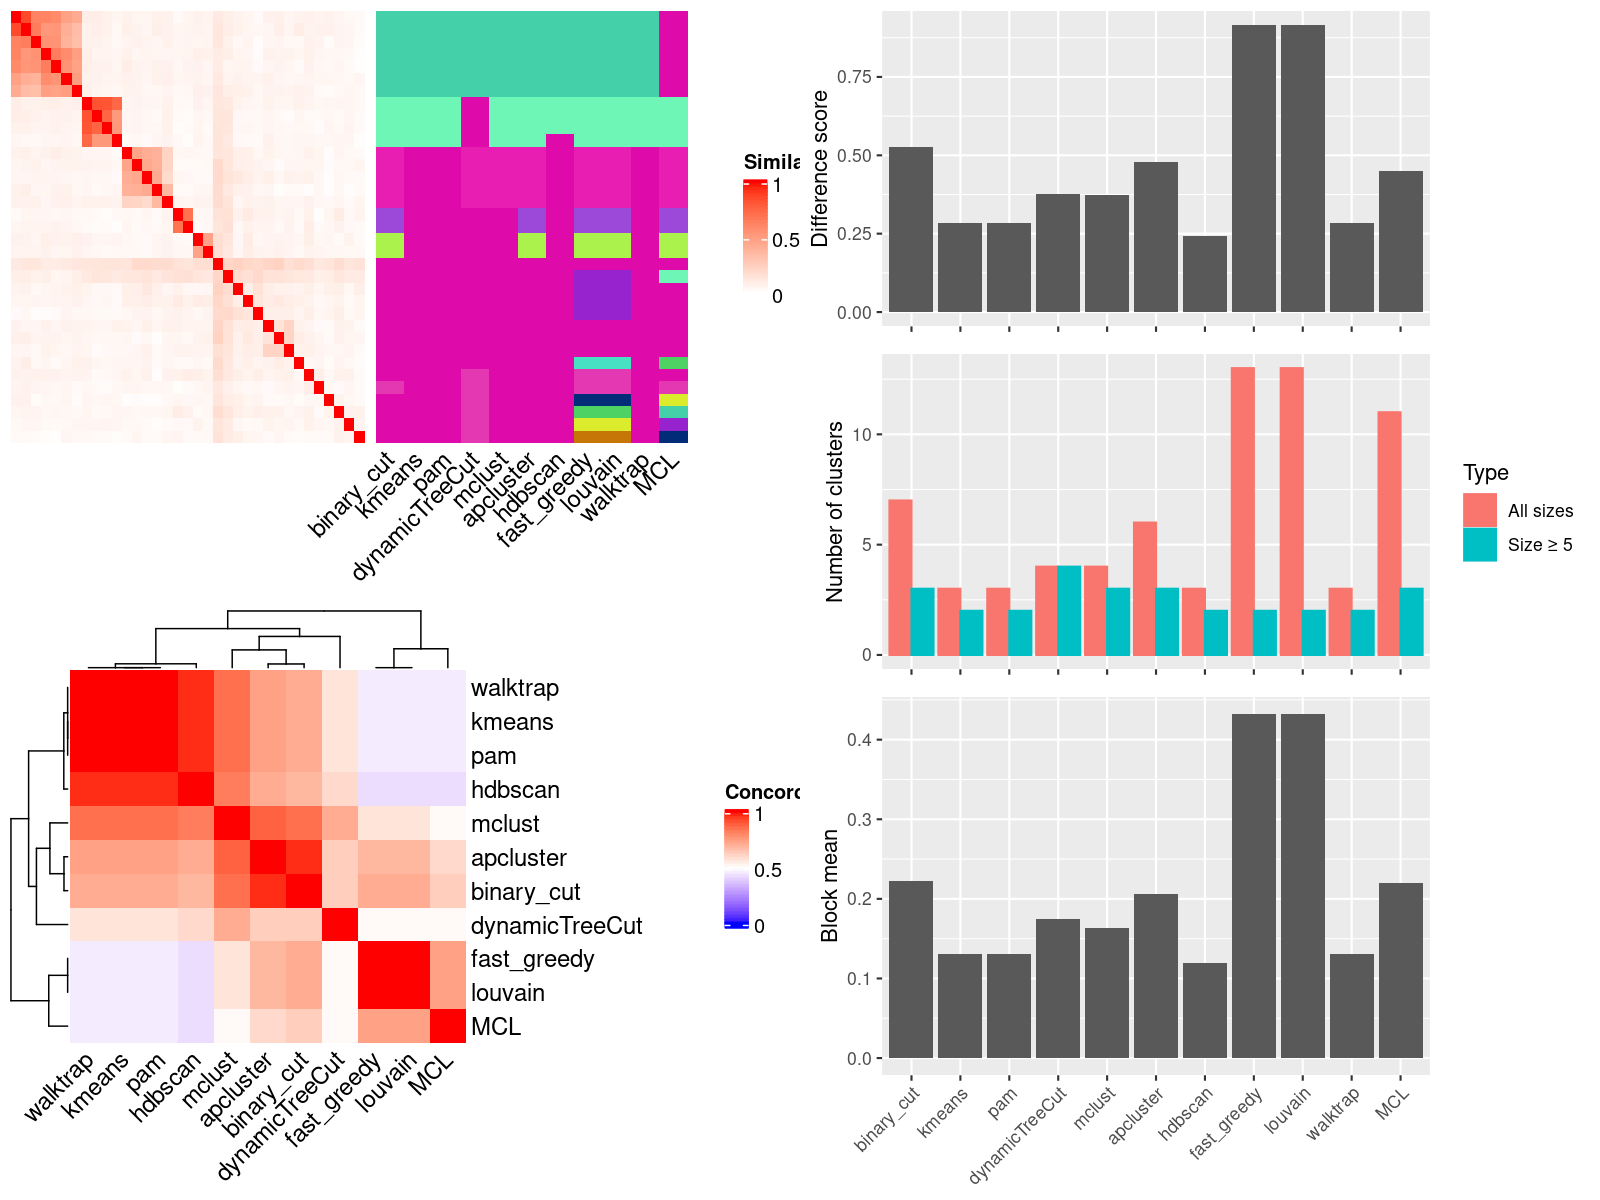 Simila
1
0.5
0
binary_cut
kmeans
pam
dynamicTreeCut
mclust
apcluster
hdbscan
fast_greedy
louvain
walktrap
MCL
walktrap
kmeans
pam
hdbscan
mclust
apcluster
binary_cut
dynamicTreeCut
fast_greedy
louvain
MCL
Concord
1
0.5
0
walktrap
kmeans
pam
hdbscan
mclust
apcluster
binary_cut
dynamicTreeCut
fast_greedy
louvain
MCL
Difference score
0.75
0.50
0.25
0.00
Number of clusters
10
5
0
Type
All sizes
Size ≥ 5
Block mean
0.4
0.3
0.2
0.1
0.0
binary_cut
kmeans
pam
dynamicTreeCut
mclust
apcluster
hdbscan
fast_greedy
louvain
walktrap
MCL